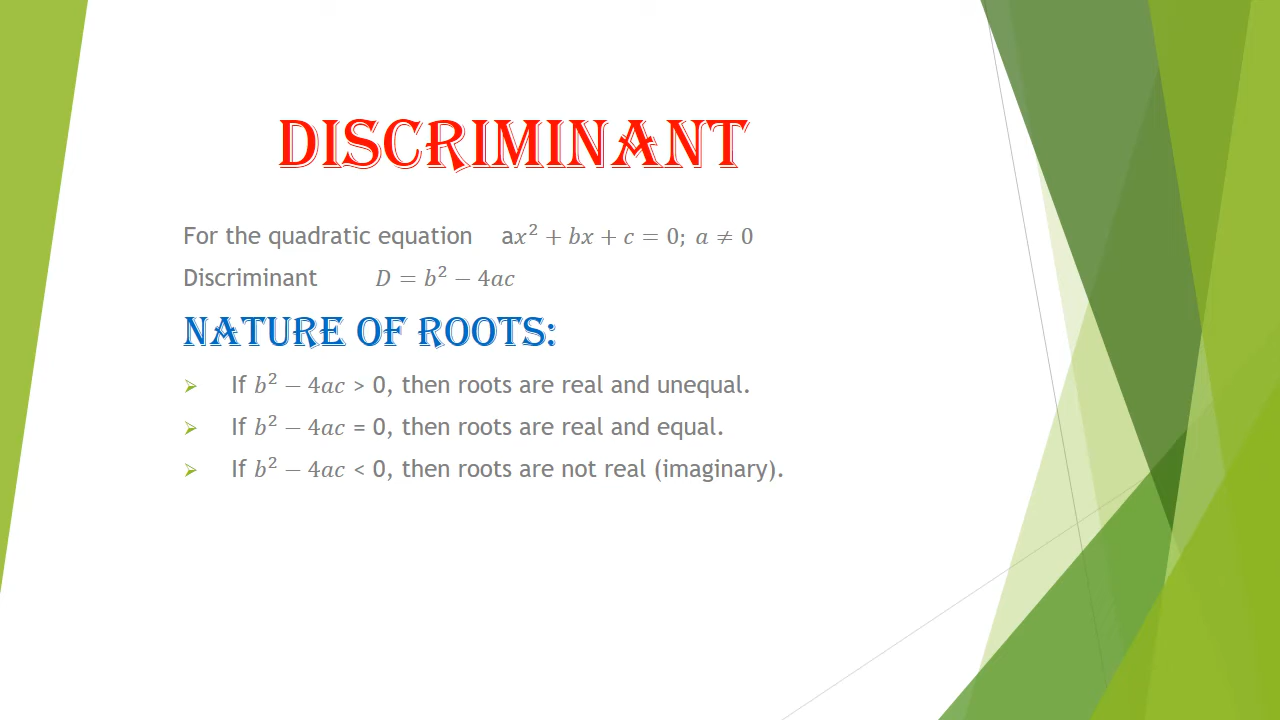 DISCRIMINANT
For the quadratic equation a𝑥² + 𝑏𝑥 + 𝑐 = 0; 𝑎 ≠ 0
Discriminant 𝐷 = 𝑏² − 4𝑎𝑐
NATURE OF ROOTS:
➢ If 𝑏² − 4𝑎𝑐 > 0, then roots are real and unequal.
➢ If 𝑏² − 4𝑎𝑐 = 0, then roots are real and equal.
➢ If 𝑏² − 4𝑎𝑐 < 0, then roots are not real (imaginary).